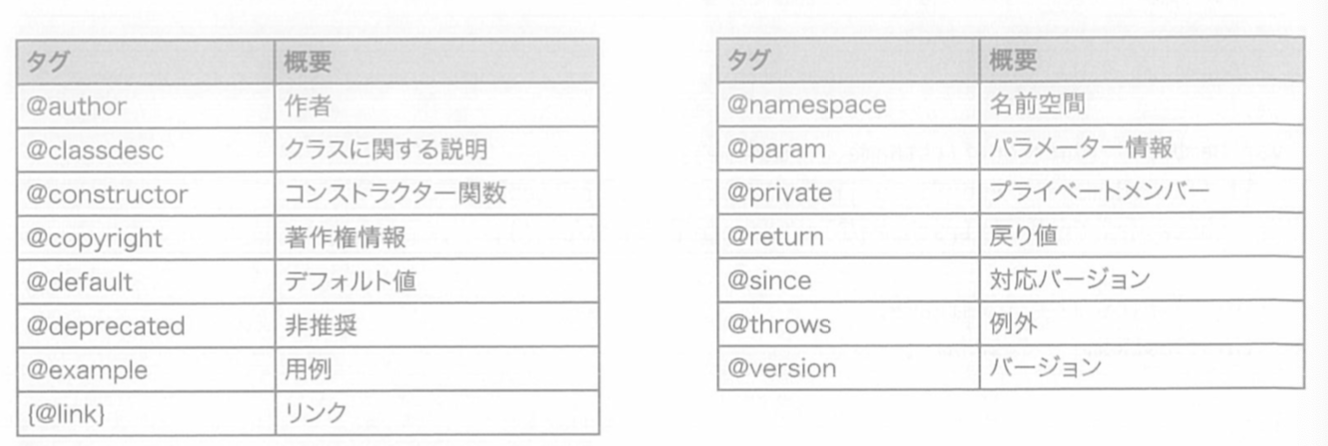 タグ 概要
@author 作者
@classdesc クラスに関する説明
@constructor コンストラクター関数
@copyright 著作権情報
@default デフォルト値
@deprecated 非推奨
@example 用例
{@link} リンク
タグ 概要
@namespace 名前空間
@param パラメーター情報
@private プライベートメンバー
@return 戻り値
@since 対応バージョン
@throws 例外
@version バージョン